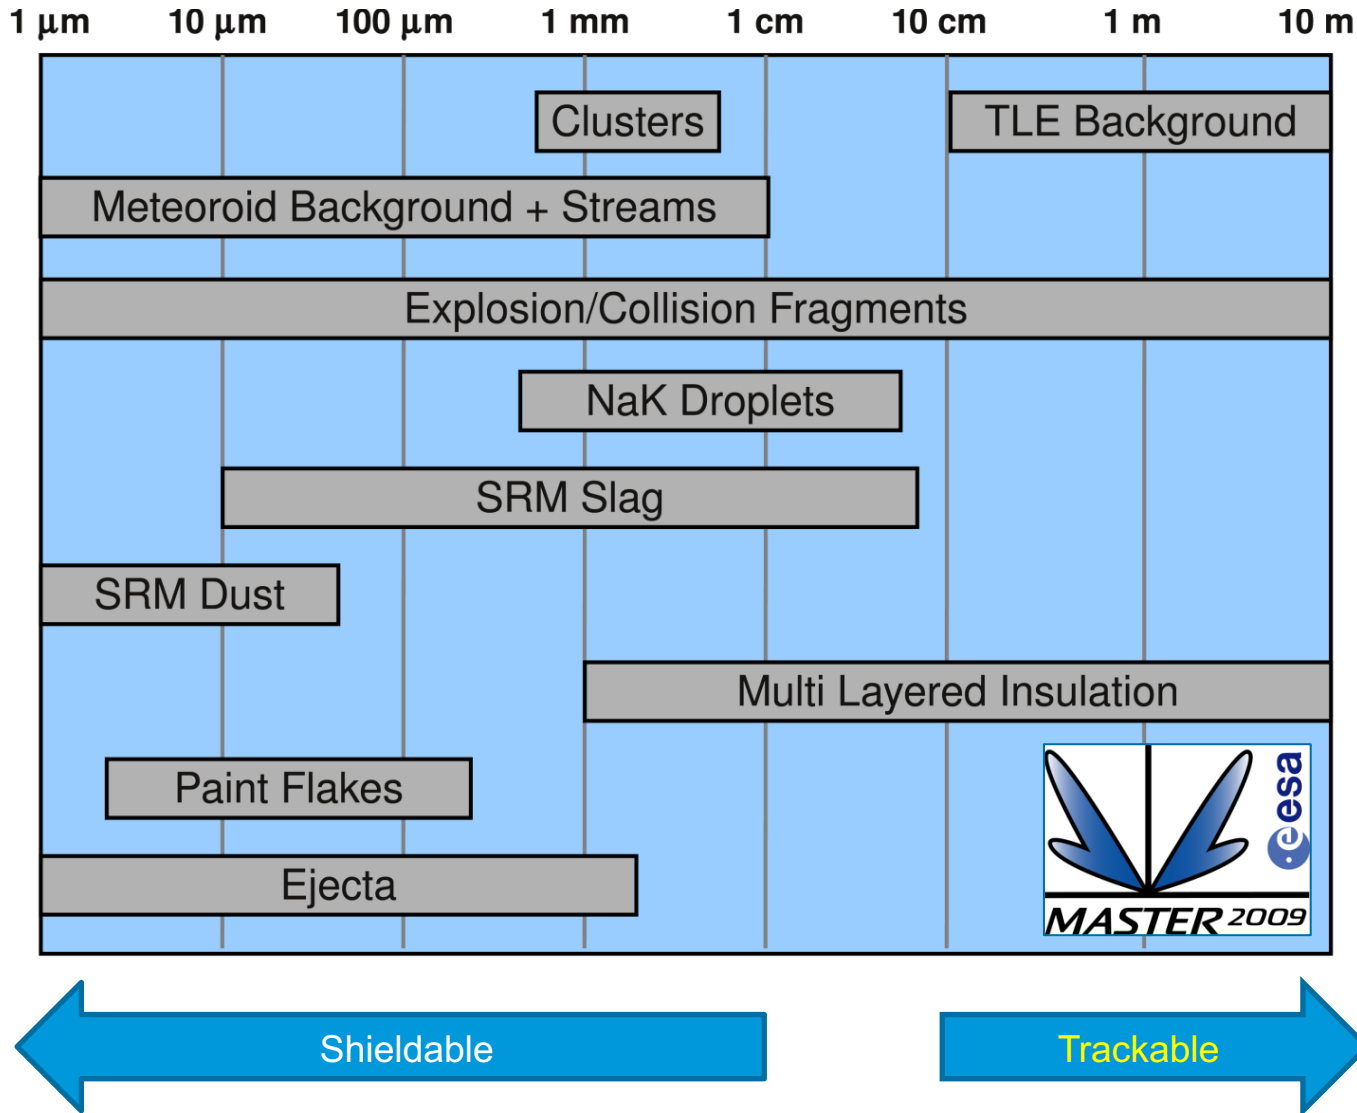 1 μm 10 μm 100 μm 1 mm 1 cm 10 cm 1 m 10 m
Clusters TLE Background
Meteoroid Background + Streams
Explosion/Collision Fragments
NaK Droplets
SRM Slag
SRM Dust
Multi Layered Insulation
Paint Flakes
esa
Ejecta
MASTER 2009
Shieldable Trackable